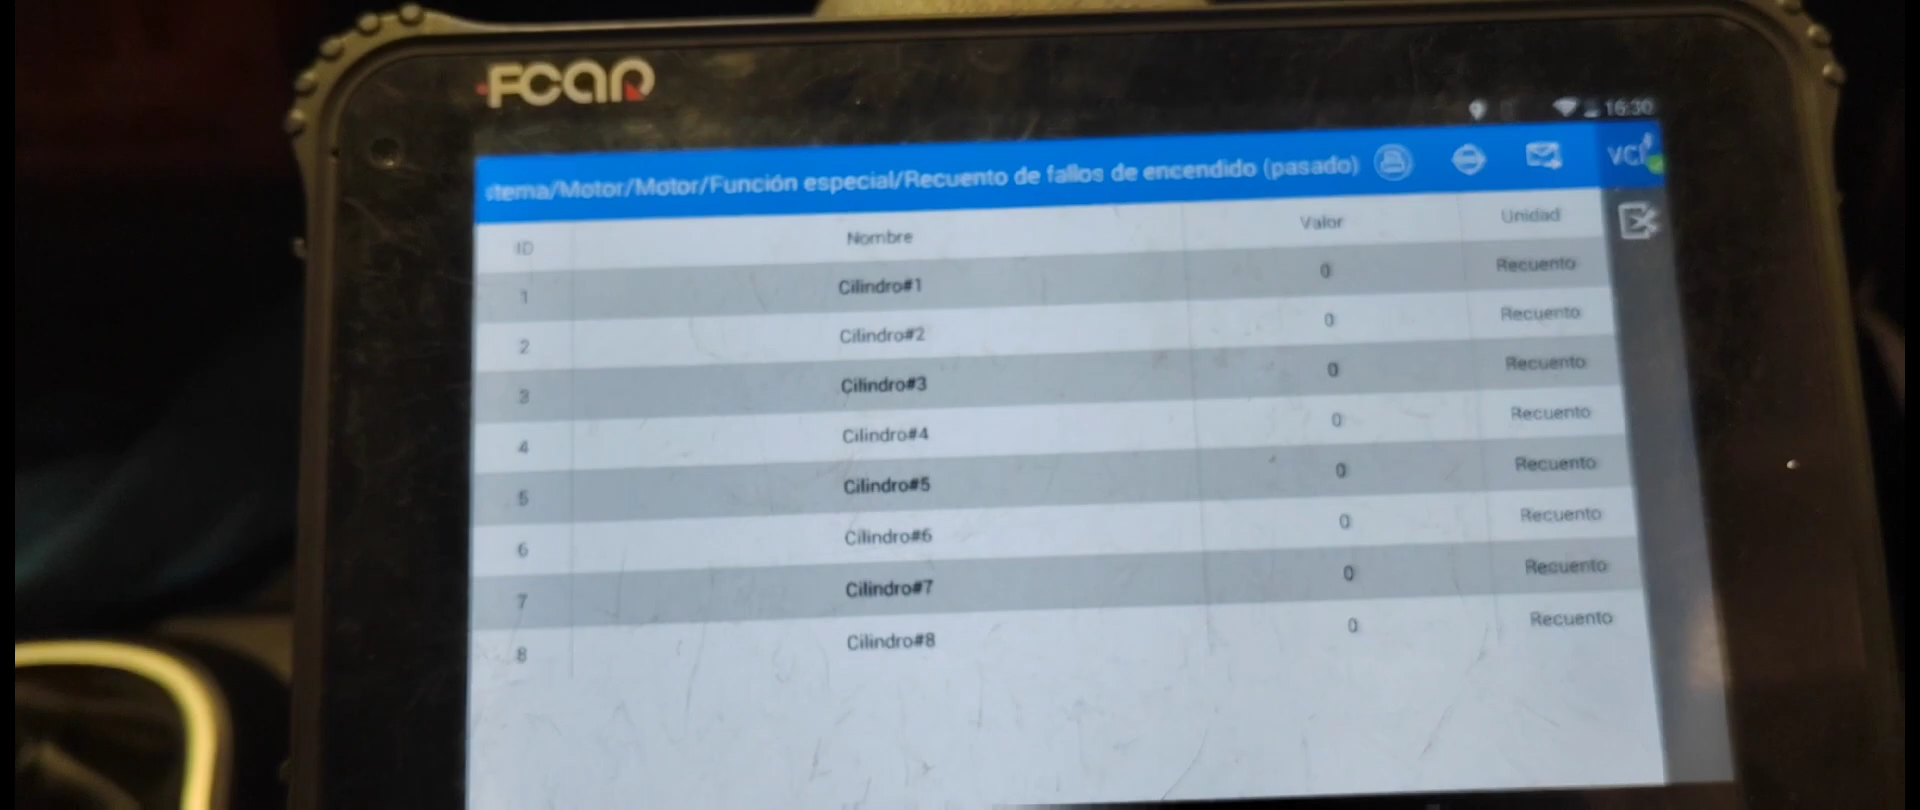 FCAR
16:30
stema/Motor/Motor/Función especial/Recuento de fallos de encendido (pasado)
VCI
ID Nombre Valor Unidad
1 Cilindro#1 0 Recuento
2 Cilindro#2 0 Recuento
3 Cilindro#3 0 Recuento
4 Cilindro#4 0 Recuento
5 Cilindro#5 0 Recuento
6 Cilindro#6 0 Recuento
7 Cilindro#7 0 Recuento
8 Cilindro#8 0 Recuento